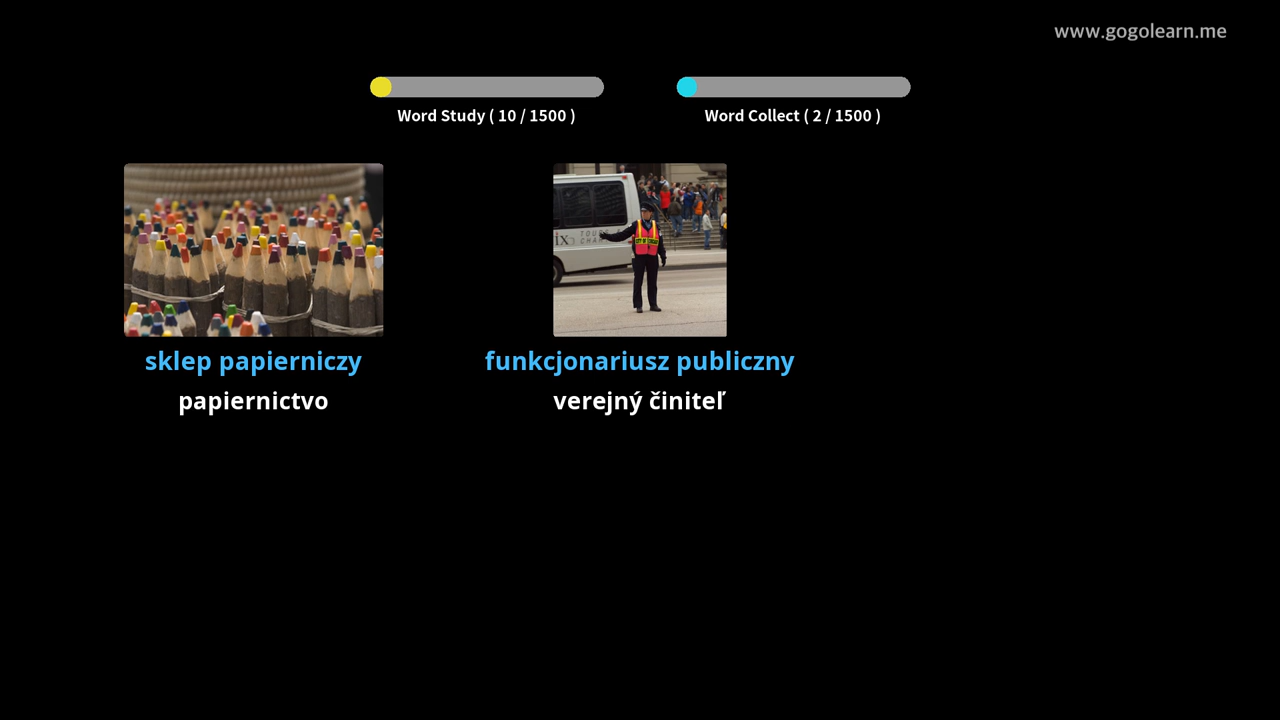 www.gogolearn.me
Word Study ( 10 / 1500 )
Word Collect ( 2 / 1500 )
sklep papierniczy
papiernictvo
funkcjonariusz publiczny
verejný činiteľ